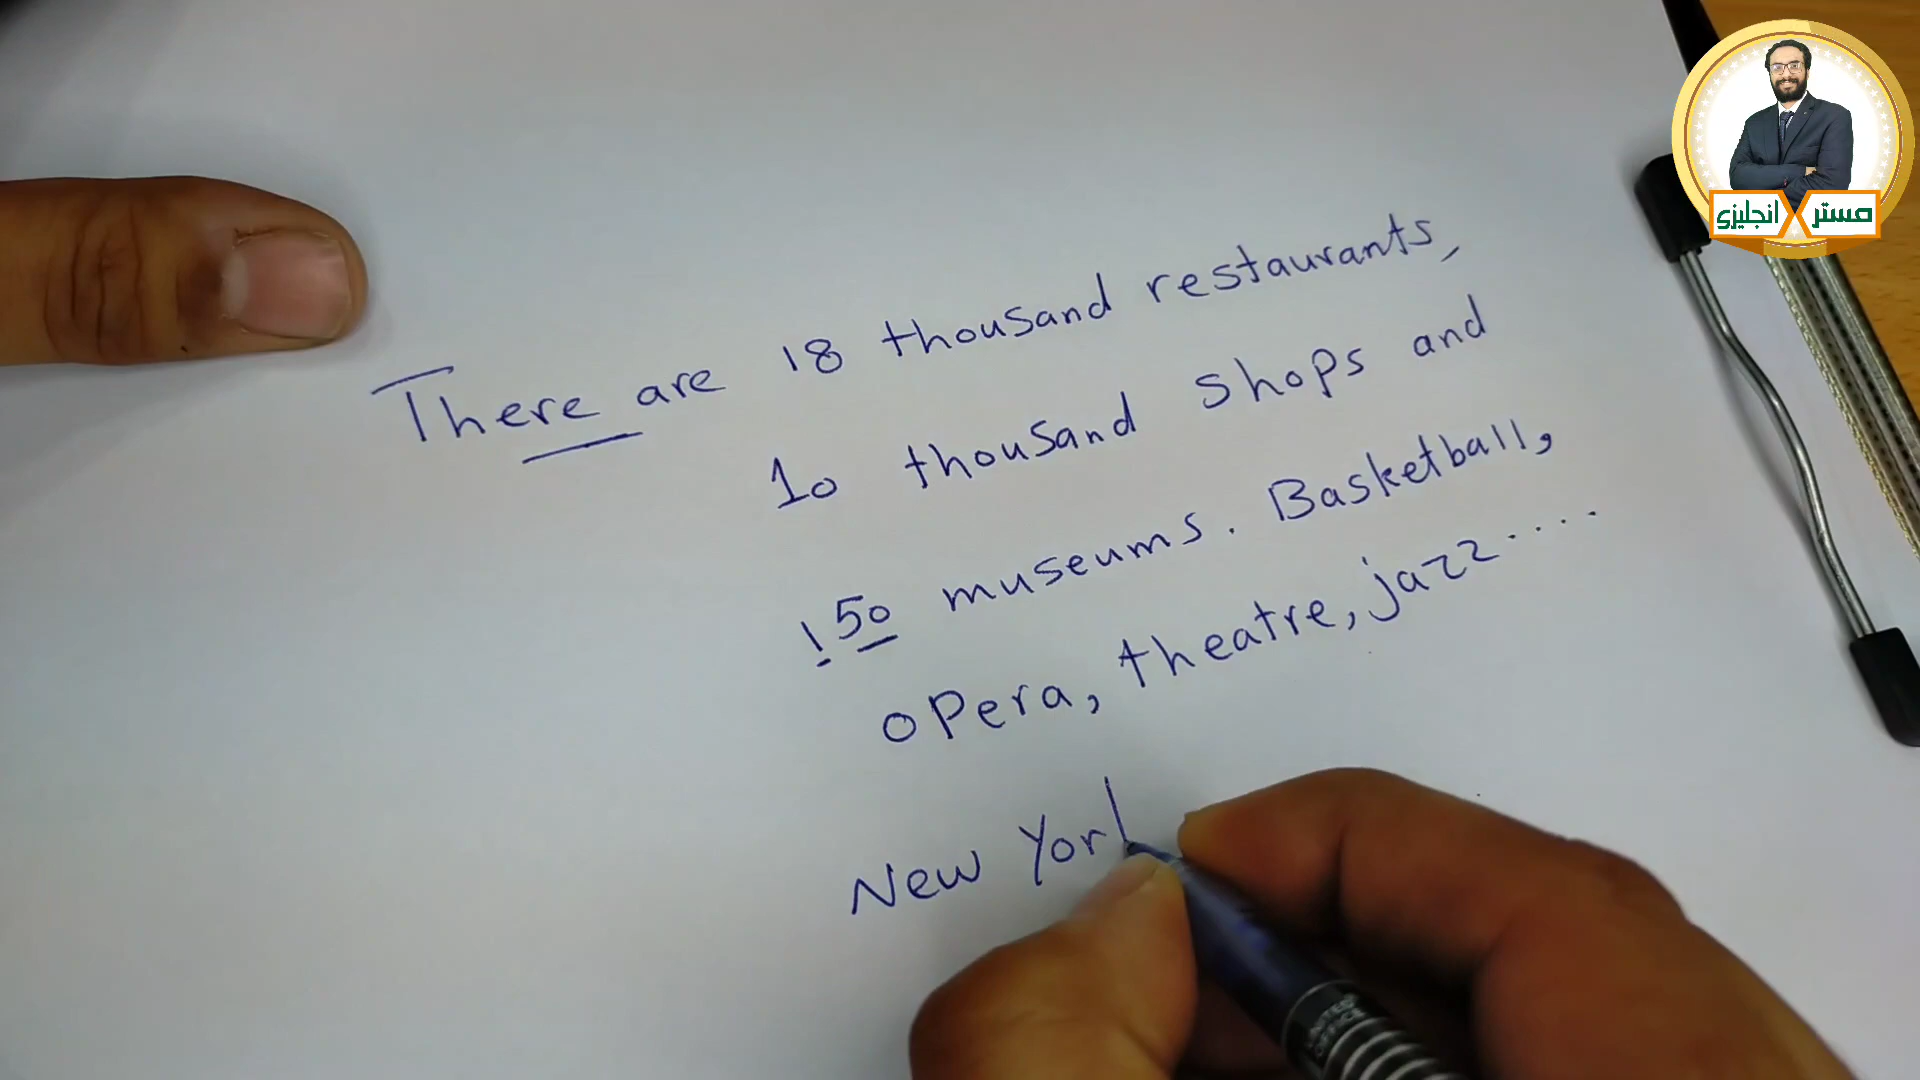 There are 18 thousand restaurants,
10 thousand shops and
150 museums. Basketball,
opera, theatre, jazz....
New Yor
مستر X انجليزي